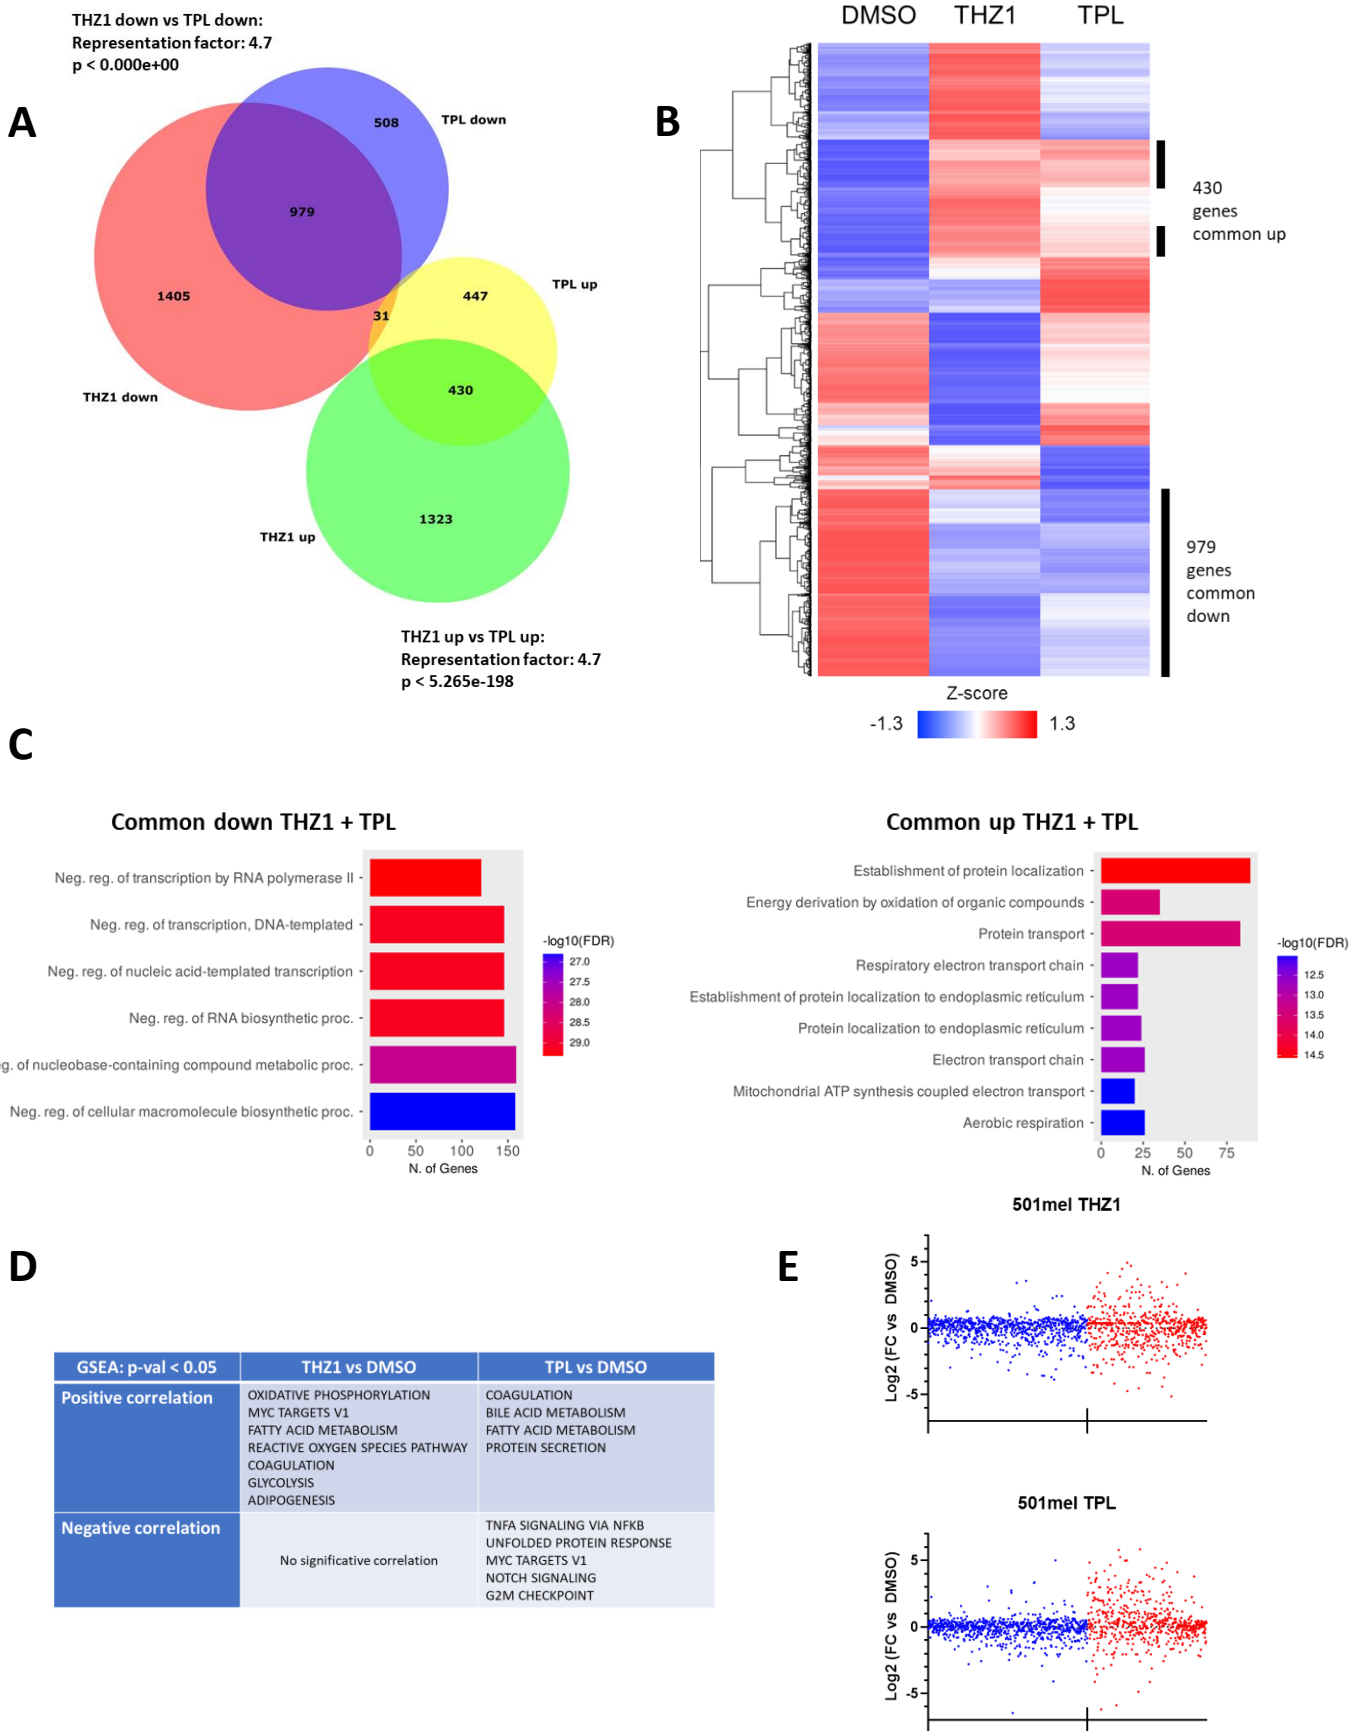 THZ1 down vs TPL down:
Representation factor: 4.7
p < 0.000e+00
A
508
TPL down
979
1405
447
TPL up
31
THZ1 down
430
1323
THZ1 up
THZ1 up vs TPL up:
Representation factor: 4.7
p < 5.265e-198
B
DMSO THZ1 TPL
430
genes
common up
979
genes
common
down
Z-score
-1.3 1.3
C
Common down THZ1 + TPL
Neg. reg. of transcription by RNA polymerase II
Neg. reg. of transcription, DNA-templated
Neg. reg. of nucleic acid-templated transcription
Neg. reg. of RNA biosynthetic proc.
g. of nucleobase-containing compound metabolic proc.
Neg. reg. of cellular macromolecule biosynthetic proc.
0 50 100 150
N. of Genes
-log10(FDR)
27.0
27.5
28.0
28.5
29.0
Common up THZ1 + TPL
Establishment of protein localization
Energy derivation by oxidation of organic compounds
Protein transport
Respiratory electron transport chain
Establishment of protein localization to endoplasmic reticulum
Protein localization to endoplasmic reticulum
Electron transport chain
Mitochondrial ATP synthesis coupled electron transport
Aerobic respiration
0 25 50 75
N. of Genes
-log10(FDR)
12.5
13.0
13.5
14.0
14.5
D
GSEA: p-val < 0.05 THZ1 vs DMSO TPL vs DMSO
Positive correlation
OXIDATIVE PHOSPHORYLATION
MYC TARGETS V1
FATTY ACID METABOLISM
REACTIVE OXYGEN SPECIES PATHWAY
COAGULATION
GLYCOLYSIS
ADIPOGENESIS
COAGULATION
BILE ACID METABOLISM
FATTY ACID METABOLISM
PROTEIN SECRETION
Negative correlation
No significative correlation
TNFA SIGNALING VIA NFKB
UNFOLDED PROTEIN RESPONSE
MYC TARGETS V1
NOTCH SIGNALING
G2M CHECKPOINT
E
501mel THZ1
Log2 (FC vs DMSO)
5
0
-5
501mel TPL
Log2 (FC vs DMSO)
5
0
-5